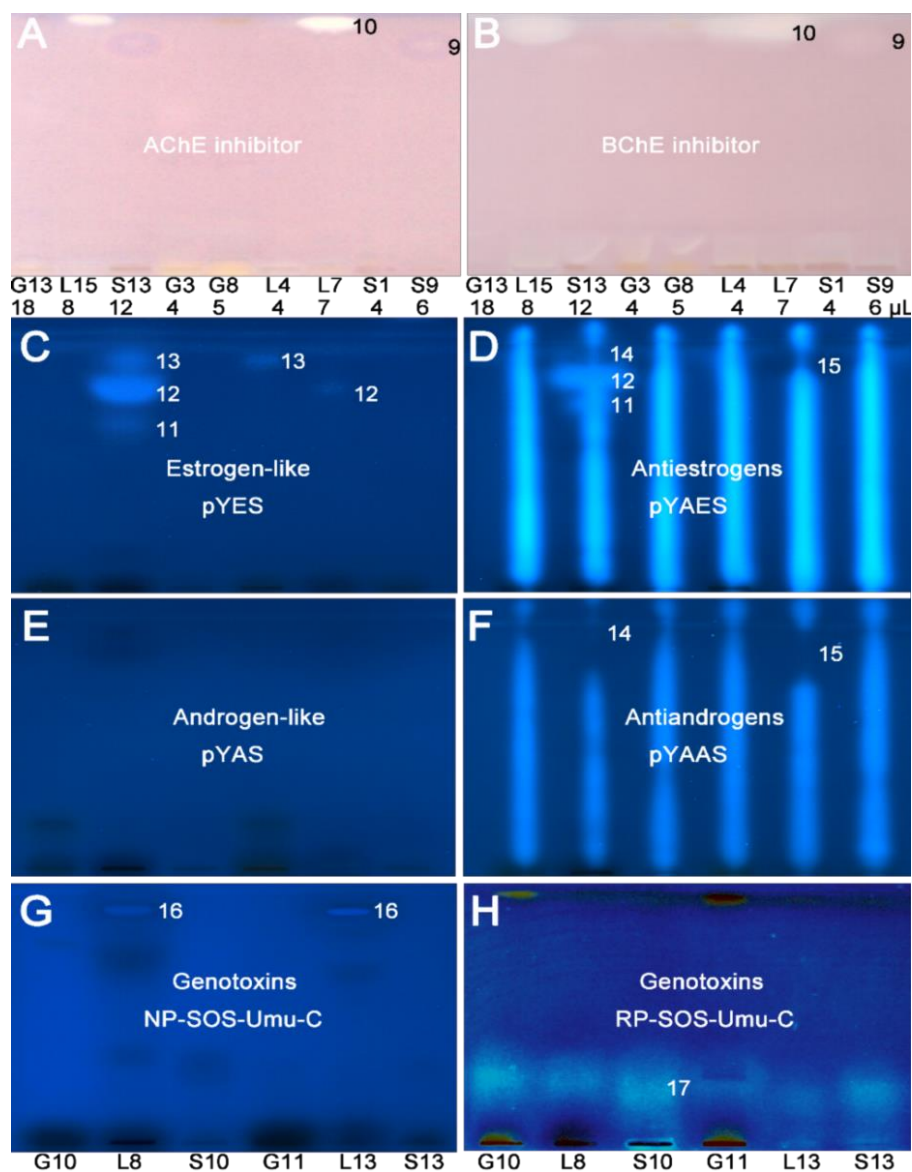 A 10 9
AChE inhibitor
B 10 9
BChE inhibitor
G13 L15 S13 G3 G8 L4 L7 S1 S9
18 8 12 4 5 4 7 4 6
G13 L15 S13 G3 G8 L4 L7 S1 S9
18 8 12 4 5 4 7 4 6 µL
C 13 13
12 12
11
Estrogen-like
pYES
D 14 15
12
11
Antiestrogens
pYAES
E
Androgen-like
pYAS
F 14
15
Antiandrogens
pYAAS
G 16 16
Genotoxins
NP-SOS-Umu-C
H
Genotoxins
RP-SOS-Umu-C
17
G10 L8 S10 G11 L13 S13
G10 L8 S10 G11 L13 S13